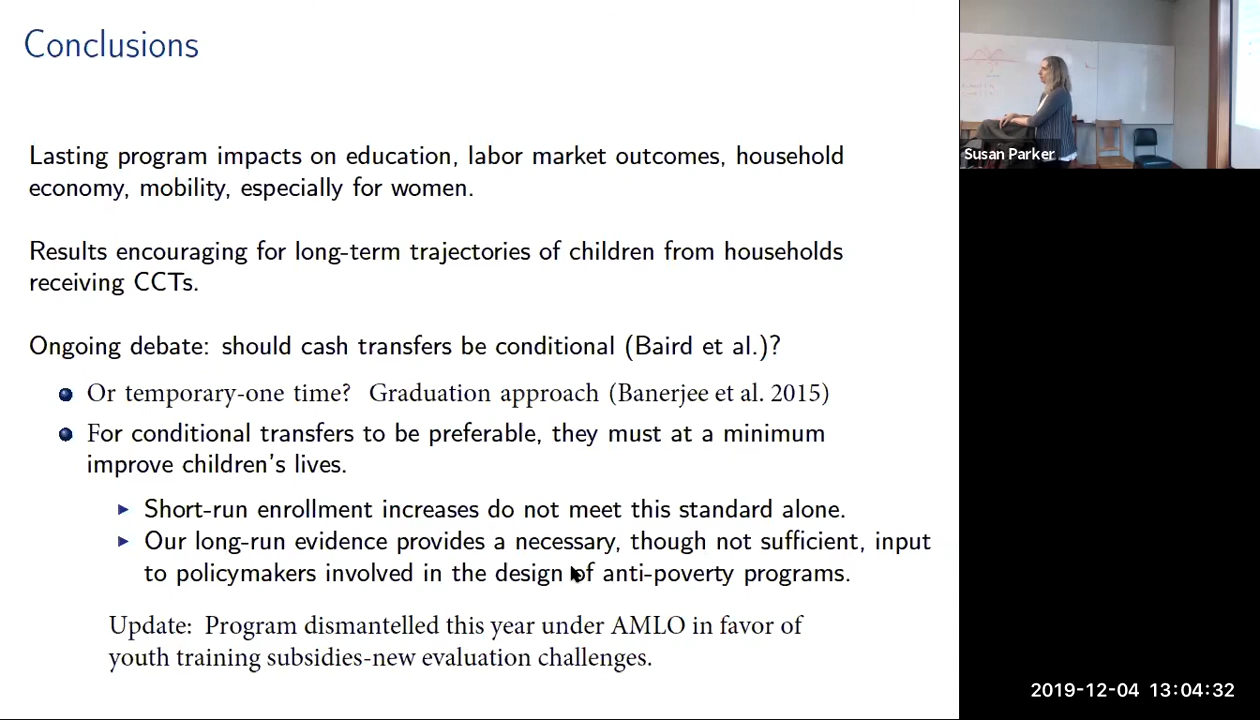 Conclusions
Lasting program impacts on education, labor market outcomes, household
economy, mobility, especially for women.
Results encouraging for long-term trajectories of children from households
receiving CCTs.
Ongoing debate: should cash transfers be conditional (Baird et al.)?
Or temporary-one time? Graduation approach (Banerjee et al. 2015)
For conditional transfers to be preferable, they must at a minimum
improve children's lives.
Short-run enrollment increases do not meet this standard alone.
Our long-run evidence provides a necessary, though not sufficient, input
to policymakers involved in the design of anti-poverty programs.
Update: Program dismantelled this year under AMLO in favor of
youth training subsidies-new evaluation challenges.
Susan Parker
2019-12-04 13:04:32